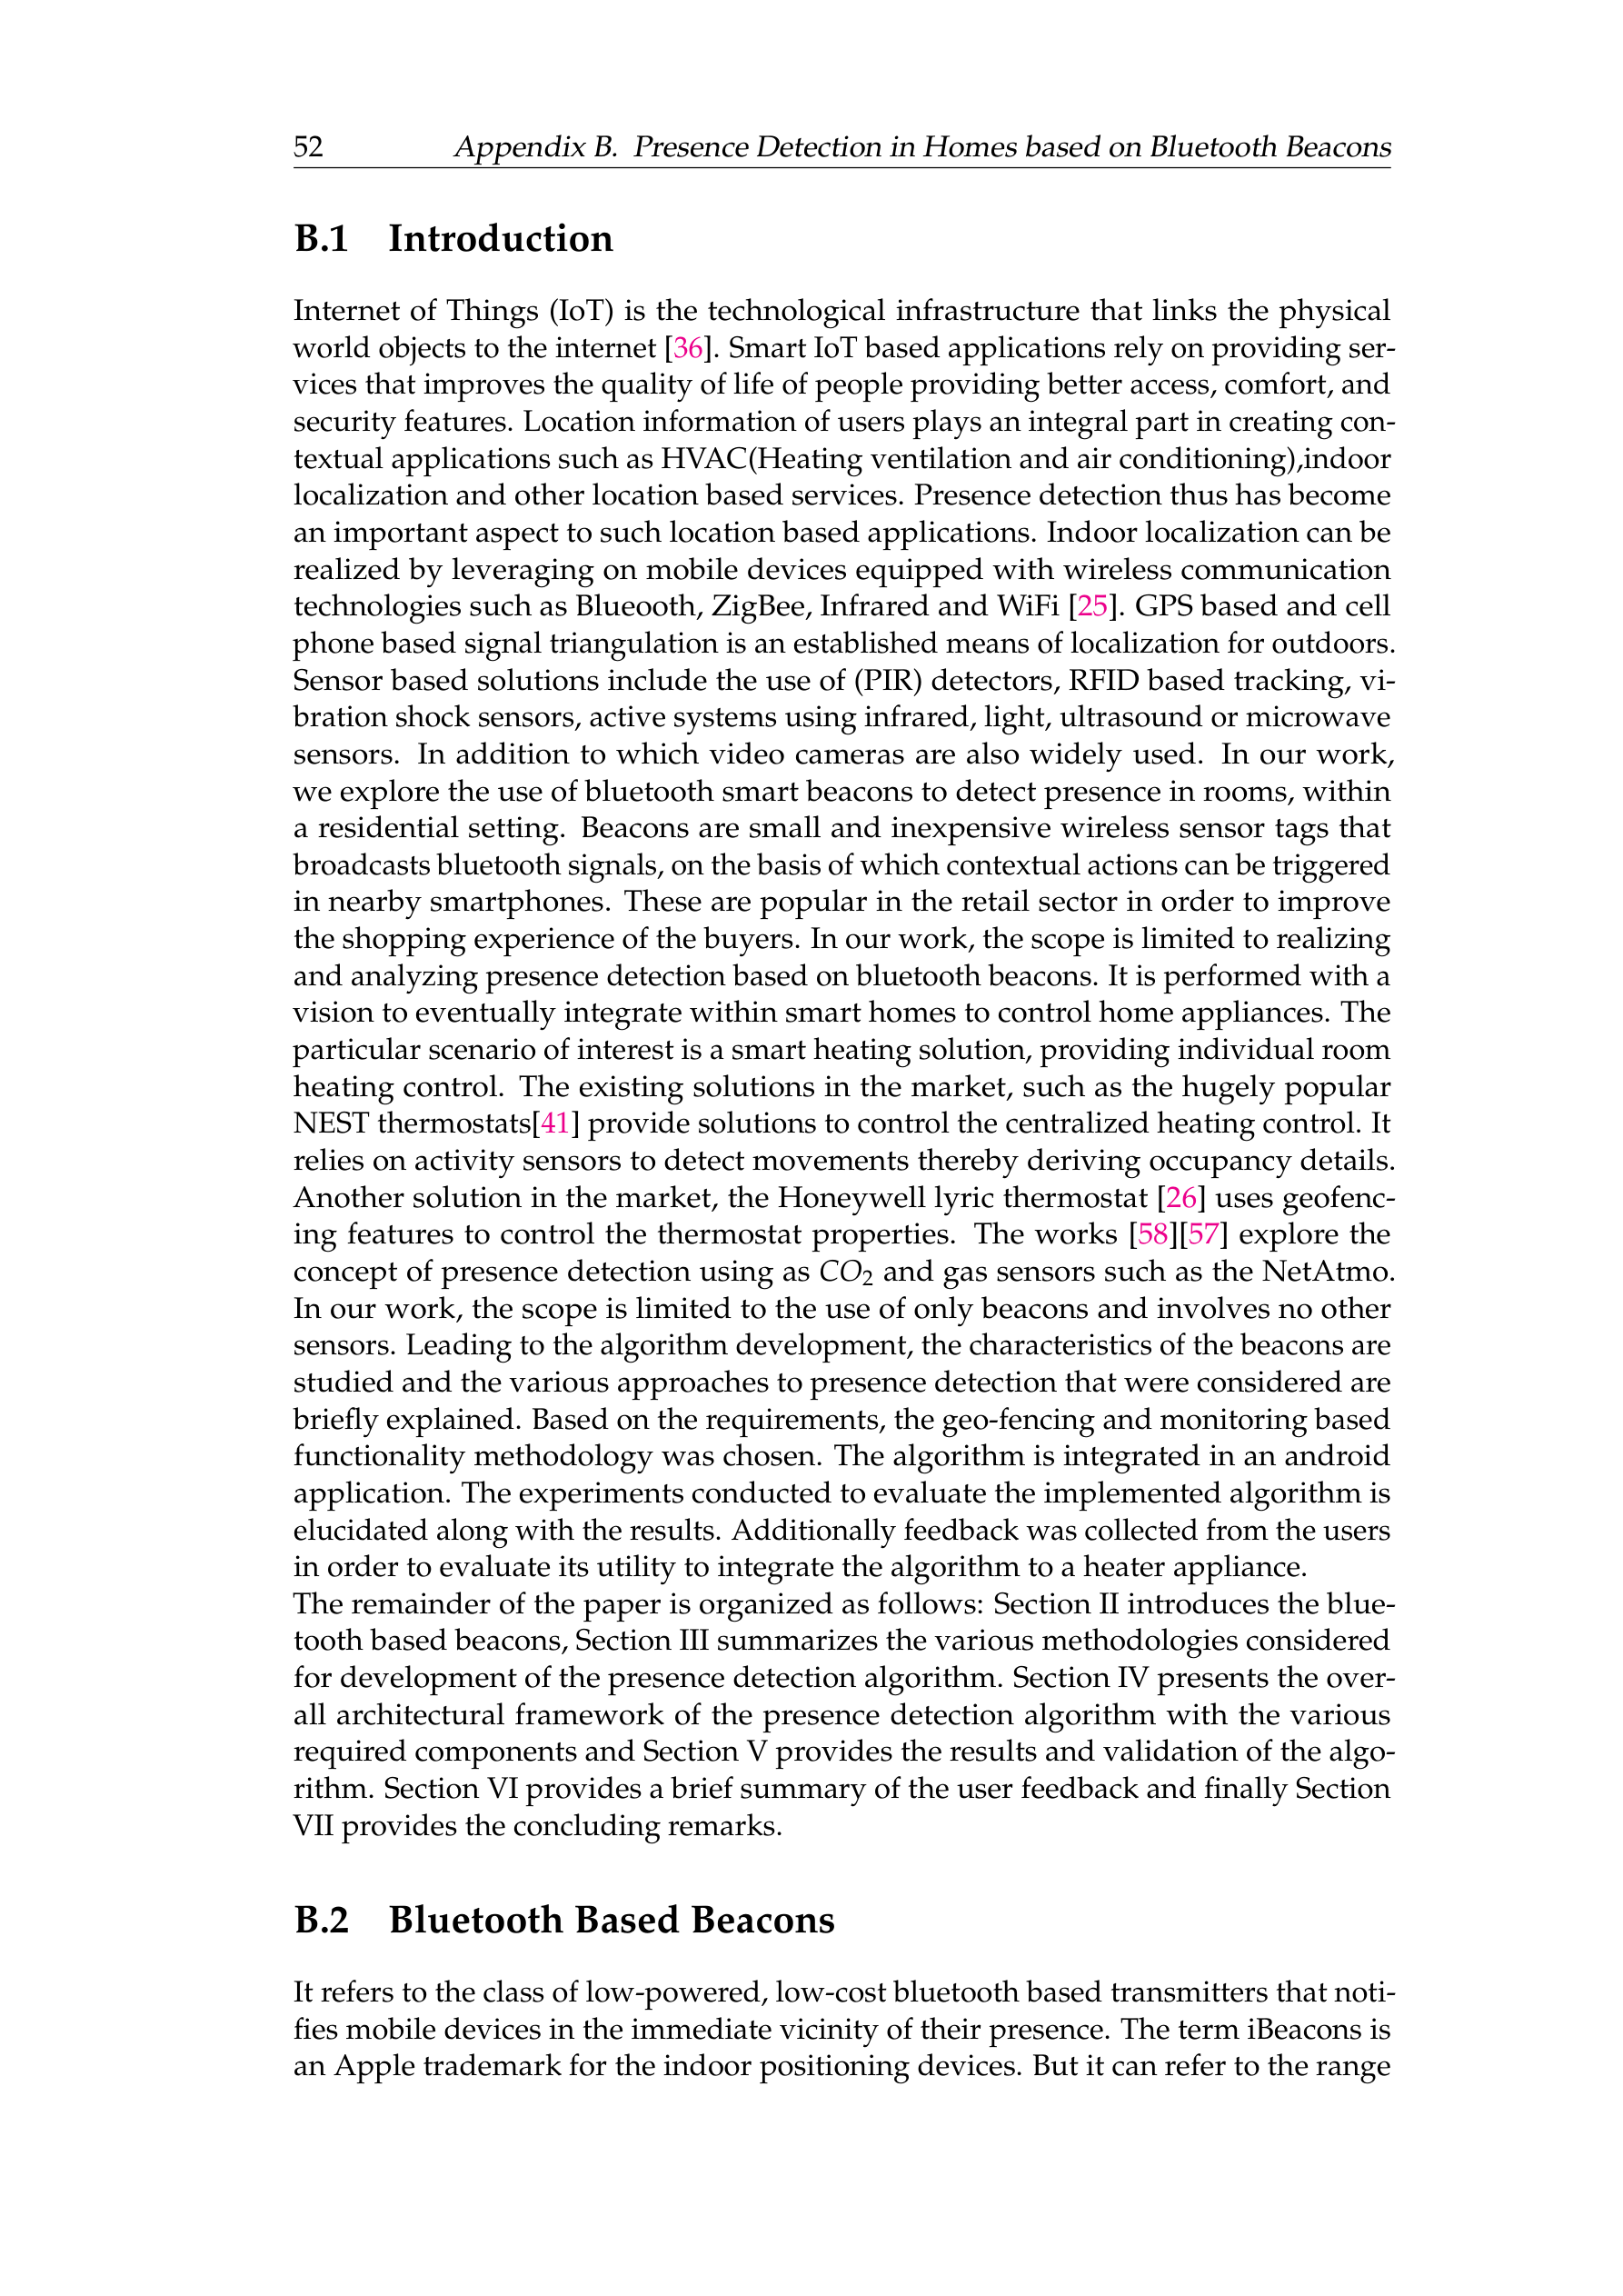 52 Appendix B. Presence Detection in Homes based on Bluetooth Beacons
B.1 Introduction
Internet of Things (IoT) is the technological infrastructure that links the physical
world objects to the internet [36]. Smart IoT based applications rely on providing ser-
vices that improves the quality of life of people providing better access, comfort, and
security features. Location information of users plays an integral part in creating con-
textual applications such as HVAC(Heating ventilation and air conditioning),indoor
localization and other location based services. Presence detection thus has become
an important aspect to such location based applications. Indoor localization can be
realized by leveraging on mobile devices equipped with wireless communication
technologies such as Blueooth, ZigBee, Infrared and WiFi [25]. GPS based and cell
phone based signal triangulation is an established means of localization for outdoors.
Sensor based solutions include the use of (PIR) detectors, RFID based tracking, vi-
bration shock sensors, active systems using infrared, light, ultrasound or microwave
sensors. In addition to which video cameras are also widely used. In our work,
we explore the use of bluetooth smart beacons to detect presence in rooms, within
a residential setting. Beacons are small and inexpensive wireless sensor tags that
broadcasts bluetooth signals, on the basis of which contextual actions can be triggered
in nearby smartphones. These are popular in the retail sector in order to improve
the shopping experience of the buyers. In our work, the scope is limited to realizing
and analyzing presence detection based on bluetooth beacons. It is performed with a
vision to eventually integrate within smart homes to control home appliances. The
particular scenario of interest is a smart heating solution, providing individual room
heating control. The existing solutions in the market, such as the hugely popular
NEST thermostats[41] provide solutions to control the centralized heating control. It
relies on activity sensors to detect movements thereby deriving occupancy details.
Another solution in the market, the Honeywell lyric thermostat [26] uses geofenc-
ing features to control the thermostat properties. The works [58][57] explore the
concept of presence detection using as CO₂ and gas sensors such as the NetAtmo.
In our work, the scope is limited to the use of only beacons and involves no other
sensors. Leading to the algorithm development, the characteristics of the beacons are
studied and the various approaches to presence detection that were considered are
briefly explained. Based on the requirements, the geo-fencing and monitoring based
functionality methodology was chosen. The algorithm is integrated in an android
application. The experiments conducted to evaluate the implemented algorithm is
elucidated along with the results. Additionally feedback was collected from the users
in order to evaluate its utility to integrate the algorithm to a heater appliance.
The remainder of the paper is organized as follows: Section II introduces the blue-
tooth based beacons, Section III summarizes the various methodologies considered
for development of the presence detection algorithm. Section IV presents the over-
all architectural framework of the presence detection algorithm with the various
required components and Section V provides the results and validation of the algo-
rithm. Section VI provides a brief summary of the user feedback and finally Section
VII provides the concluding remarks.
B.2 Bluetooth Based Beacons
It refers to the class of low-powered, low-cost bluetooth based transmitters that noti-
fies mobile devices in the immediate vicinity of their presence. The term iBeacons is
an Apple trademark for the indoor positioning devices. But it can refer to the range